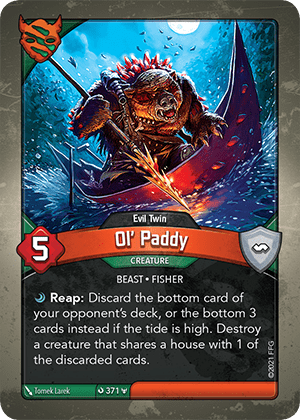 Evil Twin
Ol' Paddy
5
CREATURE
BEAST • FISHER
Reap: Discard the bottom card of
your opponent's deck, or the bottom 3
cards instead if the tide is high. Destroy
a creature that shares a house with 1 of
the discarded cards.
Tomek Larek
371
©2021 FFG